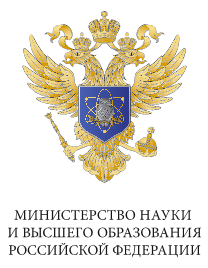 МИНИСТЕРСТВО НАУКИ
И ВЫСШЕГО ОБРАЗОВАНИЯ
РОССИЙСКОЙ ФЕДЕРАЦИИ